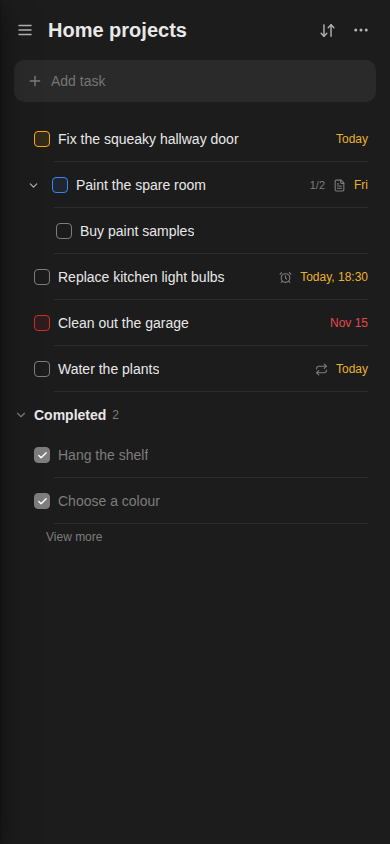 Home projects
Add task
Fix the squeaky hallway door Today
Paint the spare room 1/2 Fri
Buy paint samples
Replace kitchen light bulbs Today, 18:30
Clean out the garage Nov 15
Water the plants Today
Completed 2
Hang the shelf
Choose a colour
View more